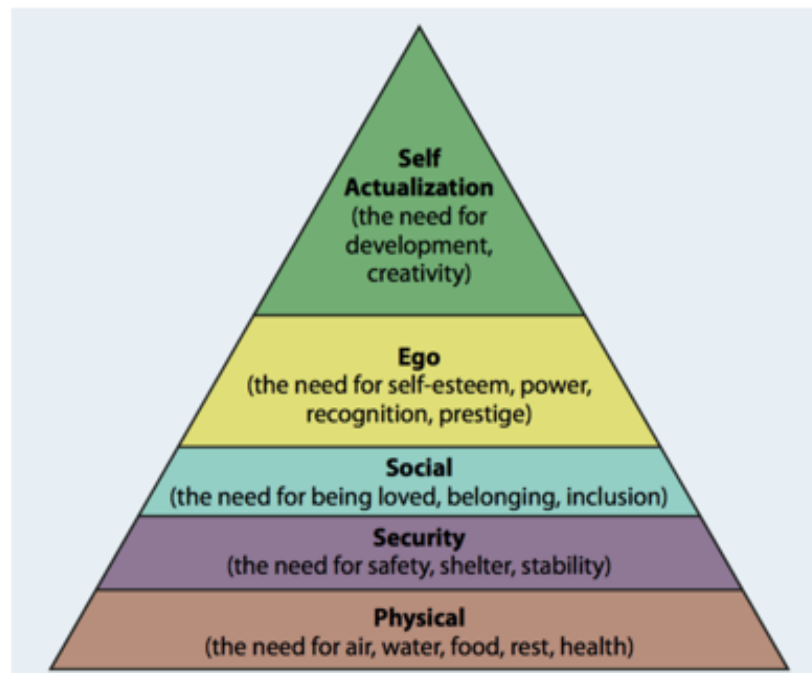 Self
Actualization
(the need for
development,
creativity)
Ego
(the need for self-esteem, power,
recognition, prestige)
Social
(the need for being loved, belonging, inclusion)
Security
(the need for safety, shelter, stability)
Physical
(the need for air, water, food, rest, health)